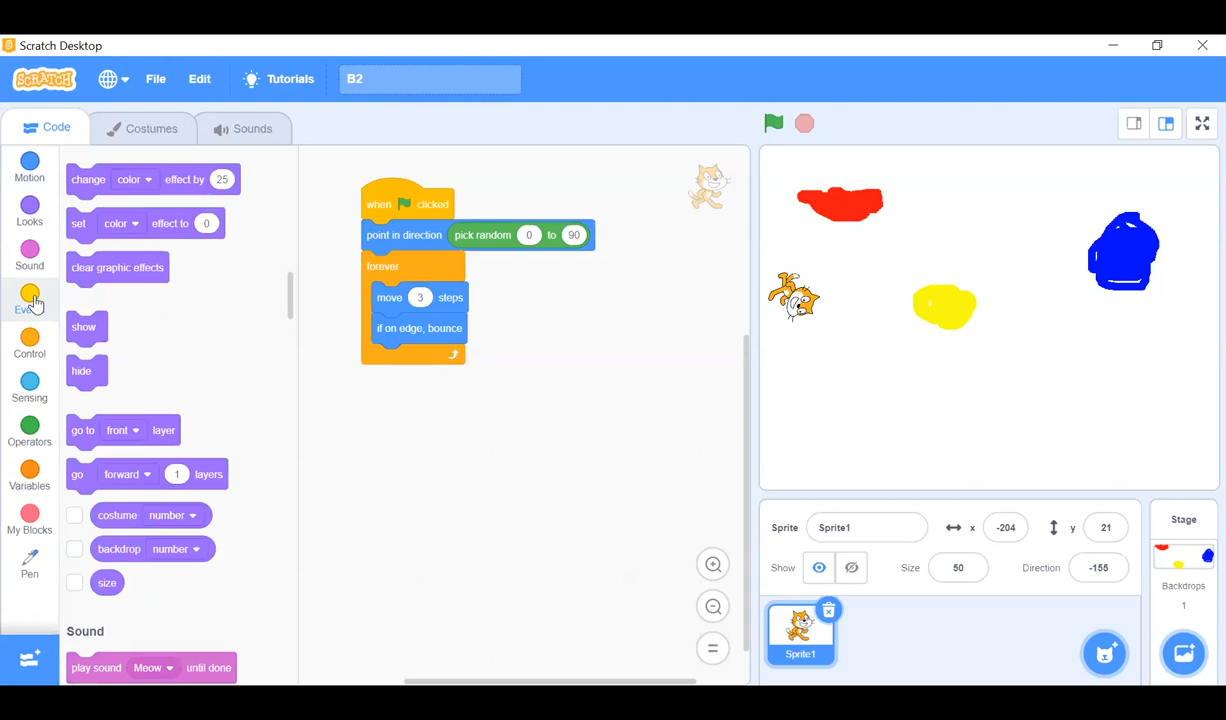 Scratch Desktop
SCRATCH File Edit Tutorials B2
Code Costumes Sounds
Motion
Looks
Sound
Control
Sensing
Operators
Variables
My Blocks
Pen
change color effect by 25
set color effect to 0
clear graphic effects
show
hide
go to front layer
go forward 1 layers
costume number
backdrop number
size
Sound
play sound Meow until done
when clicked
point in direction pick random 0 to 90
forever
move 3 steps
if on edge, bounce
Sprite Sprite1 x -204 y 21
Show Size 50 Direction -155
Sprite1
Stage
Backdrops
1